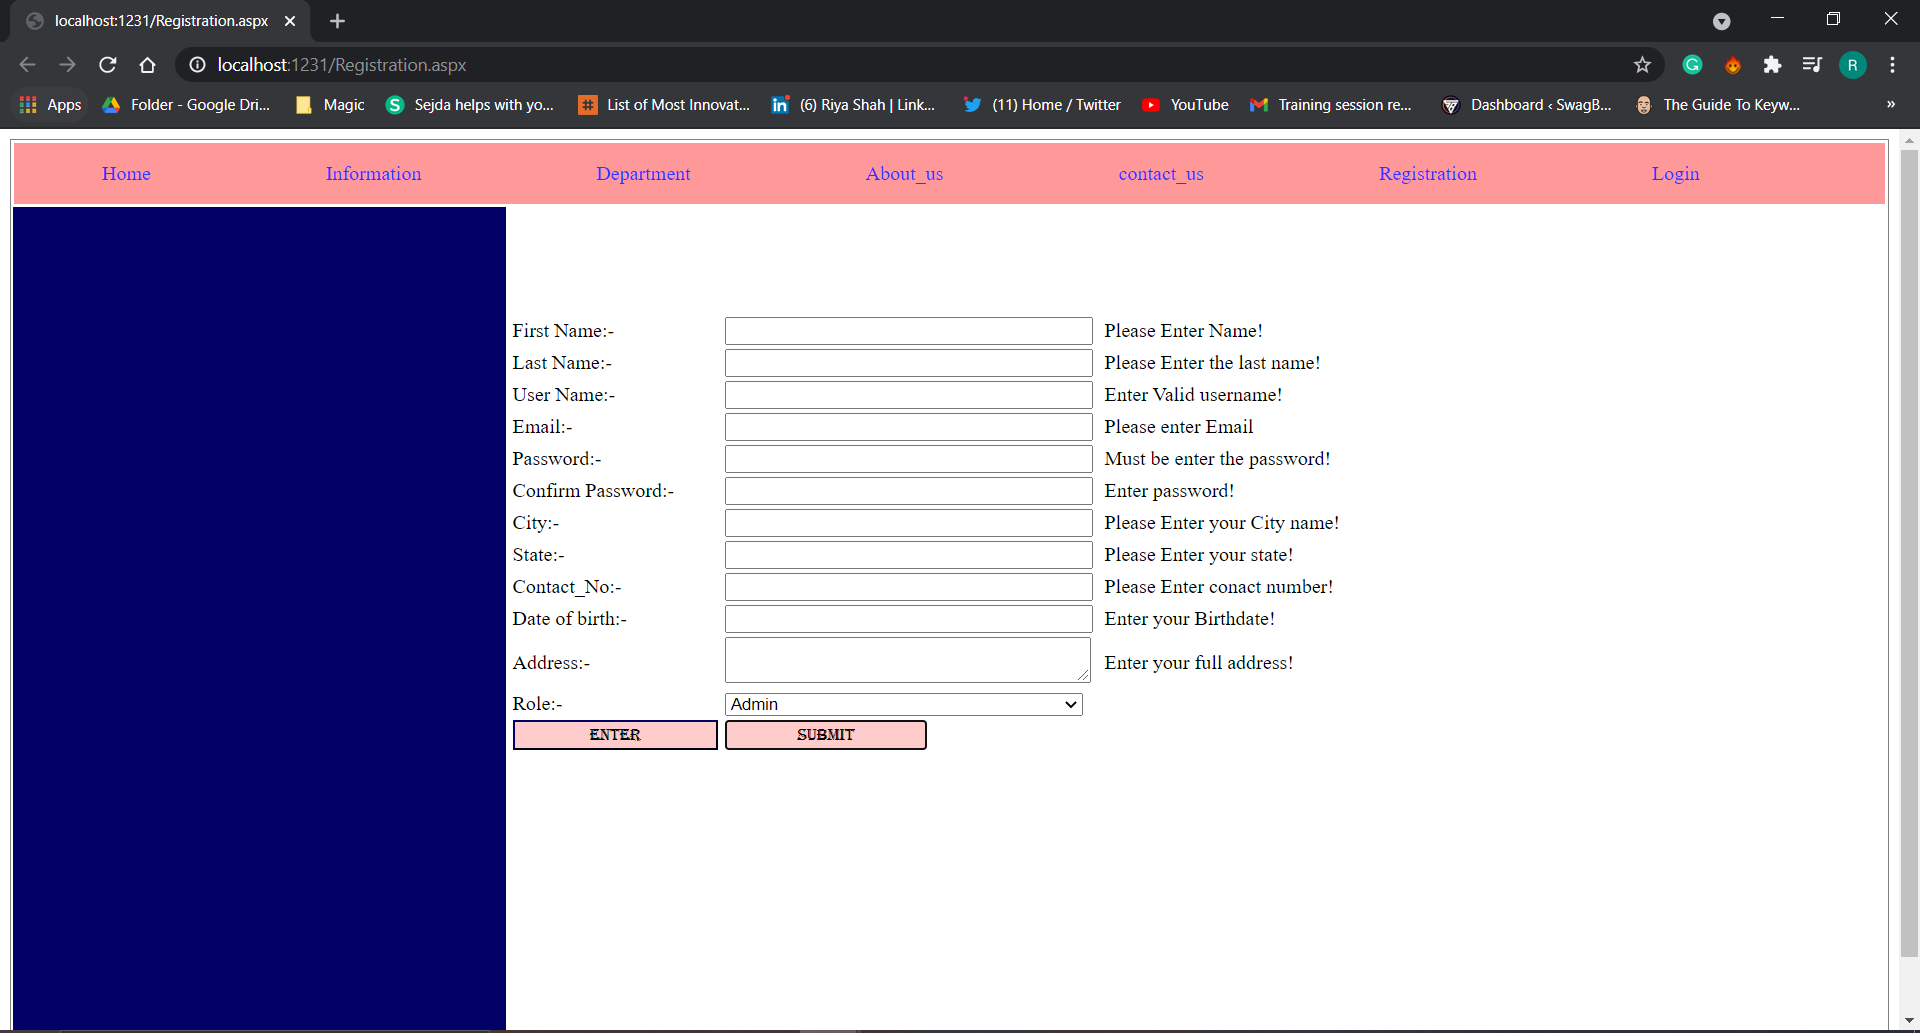 localhost:1231/Registration.aspx
localhost:1231/Registration.aspx
R
Apps Folder - Google Dri... Magic Sejda helps with yo... List of Most Innovat... (6) Riya Shah | Link... (11) Home / Twitter YouTube Training session re... Dashboard ‹ SwagB... The Guide To Keyw... »
Home Information Department About_us contact_us Registration Login
First Name:- Please Enter Name!
Last Name:- Please Enter the last name!
User Name:- Enter Valid username!
Email:- Please enter Email
Password:- Must be enter the password!
Confirm Password:- Enter password!
City:- Please Enter your City name!
State:- Please Enter your state!
Contact_No:- Please Enter conact number!
Date of birth:- Enter your Birthdate!
Address:- Enter your full address!
Role:- Admin
ENTER SUBMIT